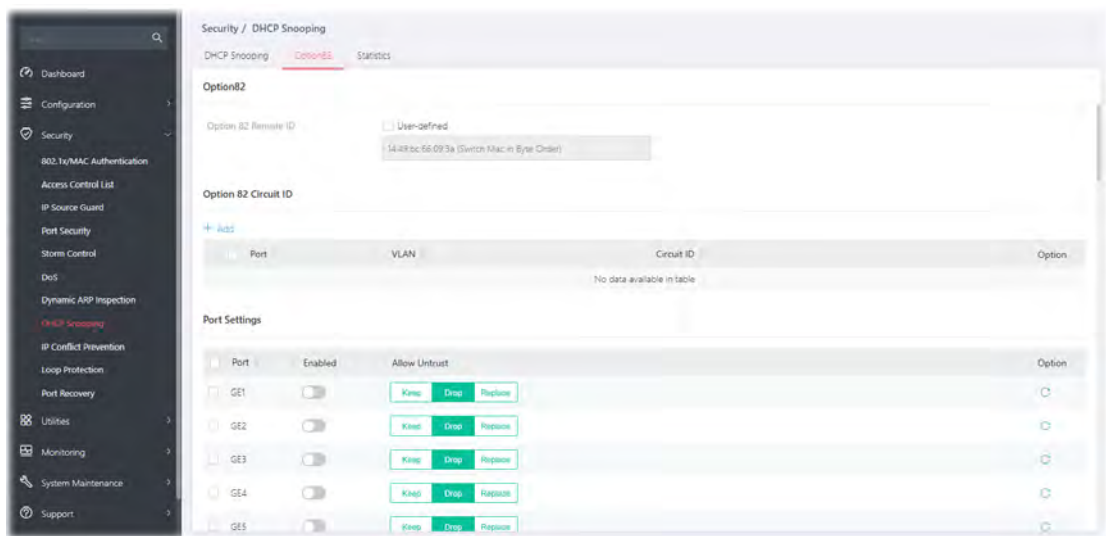 Security / DHCP Snooping
DHCP Snooping Option82 Statistics
Dashboard
Configuration
Security
802.1x/MAC Authentication
Access Control List
IP Source Guard
Port Security
Storm Control
DoS
Dynamic ARP Inspection
DHCP Snooping
IP Conflict Prevention
Loop Protection
Port Recovery
Utilities
Monitoring
System Maintenance
Support
Option82
Option 82 Remote ID
User-defined
14:49:bc:66:09:3a (Switch Mac in Byte Order)
Option 82 Circuit ID
+ Add
Port VLAN Circuit ID Option
No data available in table
Port Settings
Port Enabled Allow Untrust Option
GE1 Keep Drop Replace
GE2 Keep Drop Replace
GE3 Keep Drop Replace
GE4 Keep Drop Replace
GE5 Keep Drop Replace